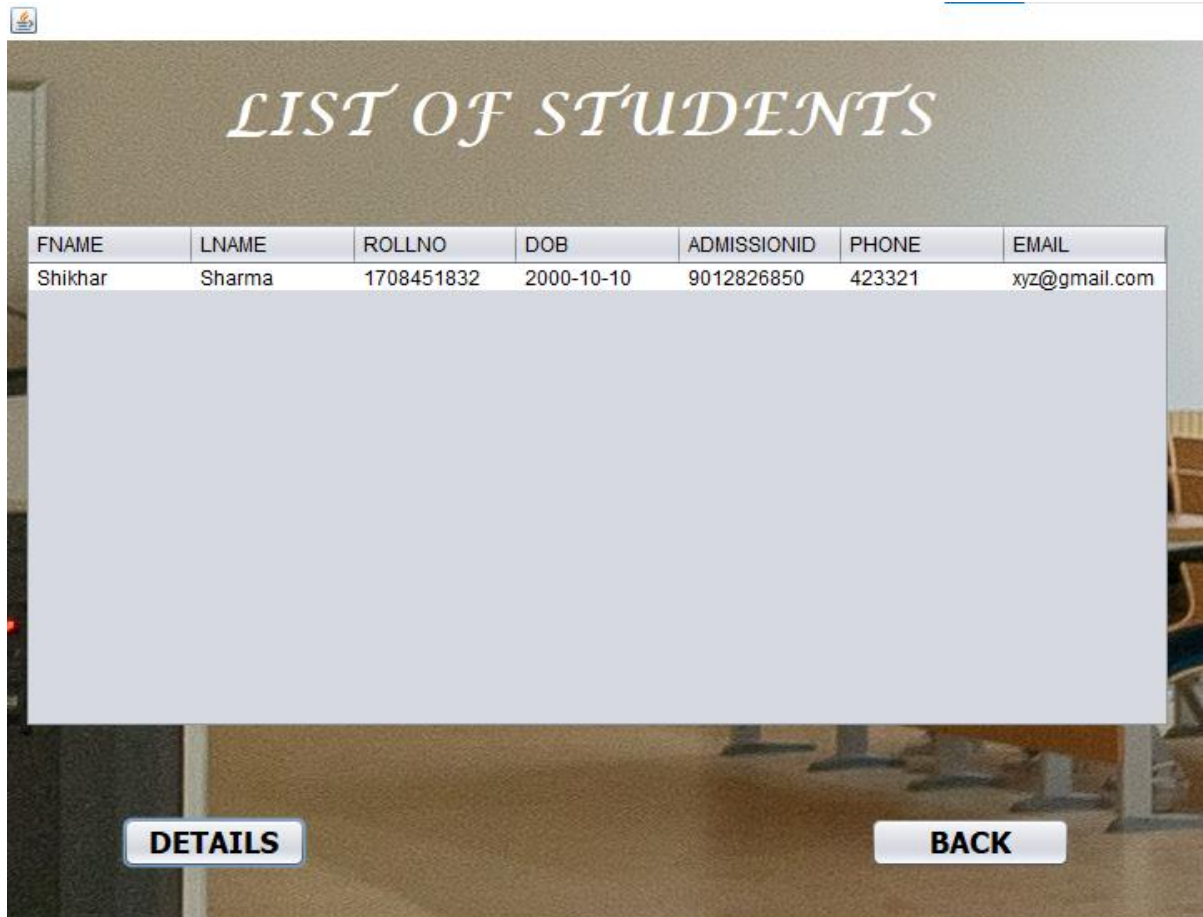 LIST OF STUDENTS
FNAME LNAME ROLLNO DOB ADMISSIONID PHONE EMAIL
Shikhar Sharma 1708451832 2000-10-10 9012826850 423321 xyz@gmail.com
DETAILS BACK